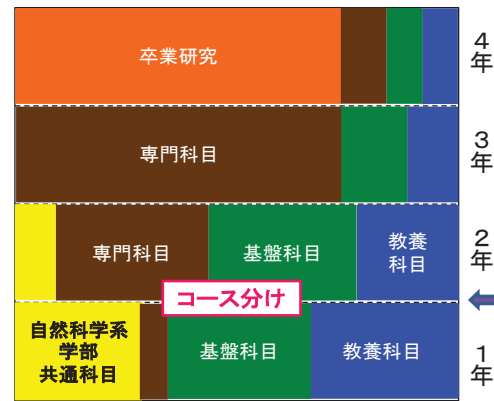 卒業研究
4年
専門科目
3年
専門科目
基盤科目
教養
科目
2年
コース分け
自然科学系
学部
共通科目
基盤科目
教養科目
1年